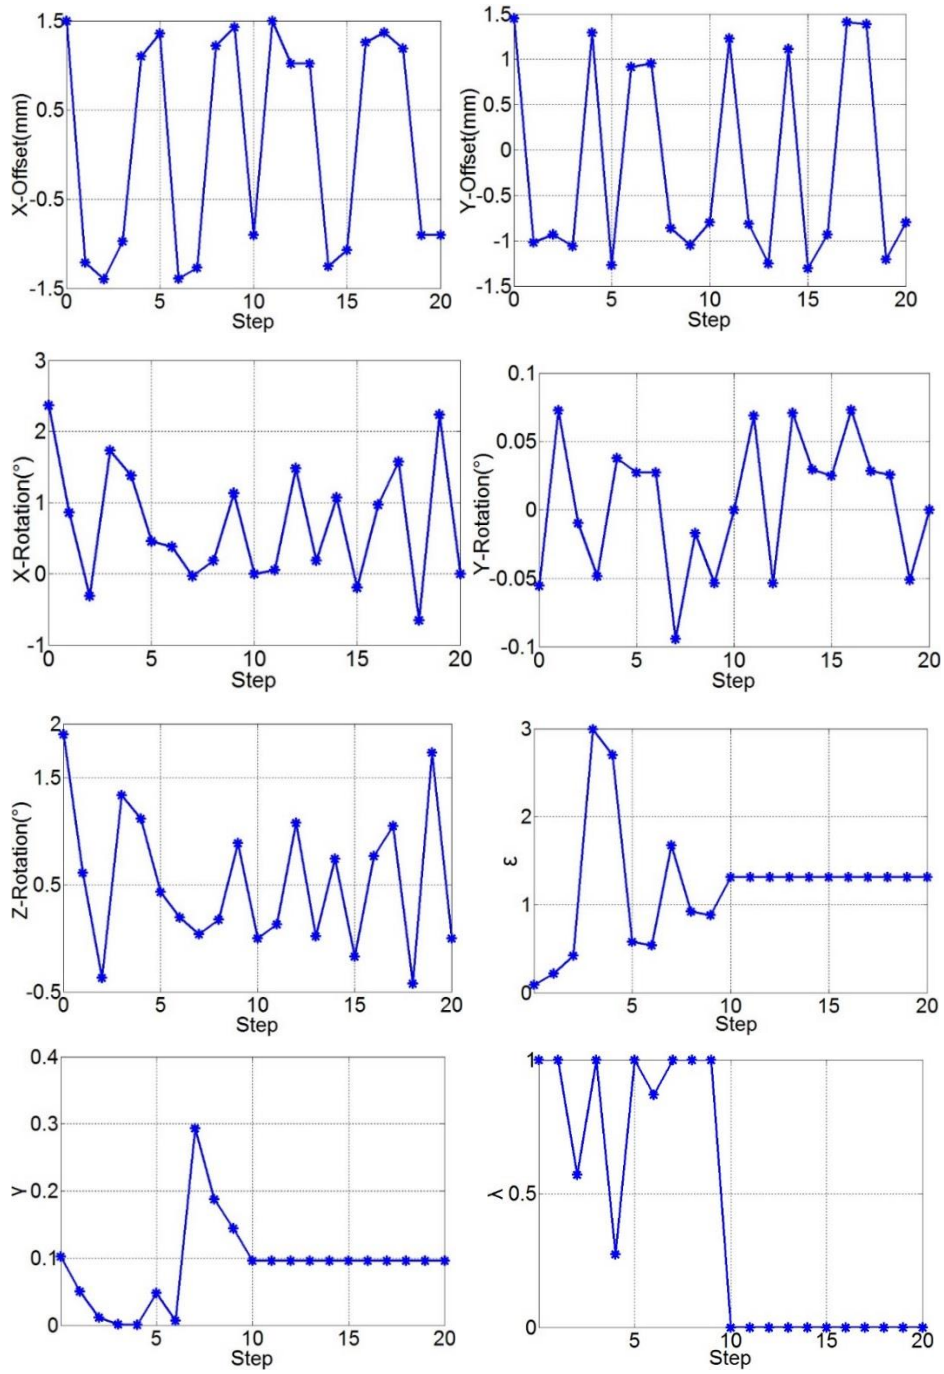 1.5
0.5
-0.5
-1.5
X-Offset(mm)
0 5 10 15 20
Step
1.5
1
0.5
0
-0.5
-1
-1.5
Y-Offset(mm)
0 5 10 15 20
Step
3
2
1
0
-1
X-Rotation(°)
0 5 10 15 20
Step
0.1
0.05
0
-0.05
-0.1
Y-Rotation(°)
0 5 10 15 20
Step
2
1.5
0.5
-0.5
Z-Rotation(°)
0 5 10 15 20
Step
3
2
1
0
ε
5 10 15 20
Step
0.4
0.3
0.2
0.1
0
γ
5 10 15 20
Step
1
0.5
0
λ
5 10 15 20
Step